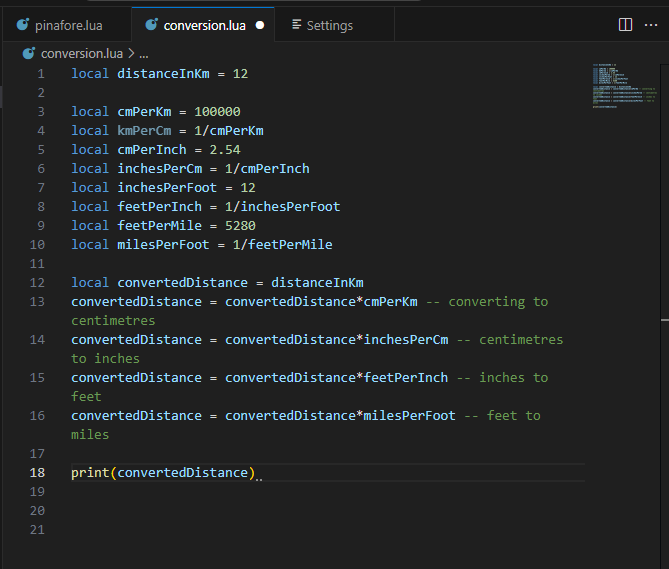 pinafore.lua
conversion.lua
Settings
conversion.lua > ...
1 local distanceInKm = 12
2
3 local cmPerKm = 100000
4 local kmPerCm = 1/cmPerKm
5 local cmPerInch = 2.54
6 local inchesPerCm = 1/cmPerInch
7 local inchesPerFoot = 12
8 local feetPerInch = 1/inchesPerFoot
9 local feetPerMile = 5280
10 local milesPerFoot = 1/feetPerMile
11
12 local convertedDistance = distanceInKm
13 convertedDistance = convertedDistance*cmPerKm -- converting to
centimetres
14 convertedDistance = convertedDistance*inchesPerCm -- centimetres
to inches
15 convertedDistance = convertedDistance*feetPerInch -- inches to
feet
16 convertedDistance = convertedDistance*milesPerFoot -- feet to
miles
17
18 print(convertedDistance)
19
20
21